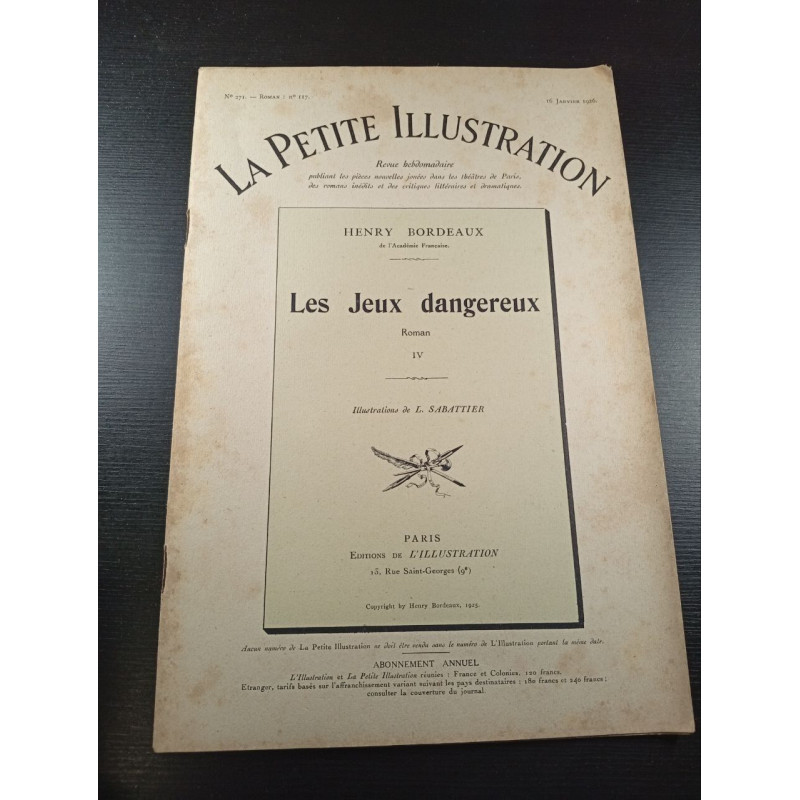 Nº 271. — Roman : nº 117.
16 Janvier 1926.
LA PETITE ILLUSTRATION
Revue hebdomadaire
publiant les pièces nouvelles jouées dans les théâtres de Paris,
des romans inédits et des critiques littéraires et dramatiques.
HENRY BORDEAUX
de l'Académie Française.
Les Jeux dangereux
Roman
IV
Illustrations de L. SABATTIER
PARIS
Editions de L'ILLUSTRATION
13, Rue Saint-Georges (9e)
Copyright by Henry Bordeaux, 1925.
Aucun numéro de La Petite Illustration ne doit être vendu sans le numéro de L'Illustration portant la même date.
ABONNEMENT ANNUEL
L'Illustration et La Petite Illustration réunies : France et Colonies, 120 francs.
Etranger, tarifs basés sur l'affranchissement variant suivant les pays destinataires : 180 francs et 240 francs ;
consulter la couverture du journal.